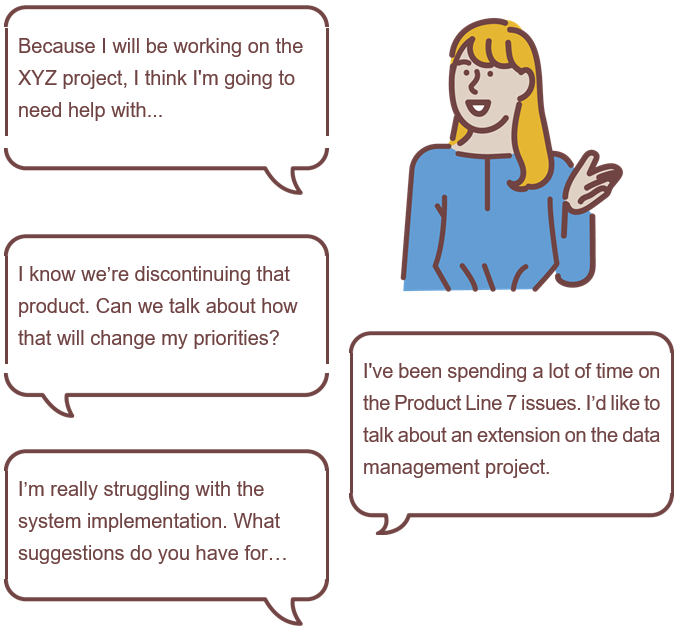 Because I will be working on the
XYZ project, I think I'm going to
need help with...
I know we’re discontinuing that
product. Can we talk about how
that will change my priorities?
I've been spending a lot of time on
the Product Line 7 issues. I’d like to
talk about an extension on the data
management project.
I’m really struggling with the
system implementation. What
suggestions do you have for…